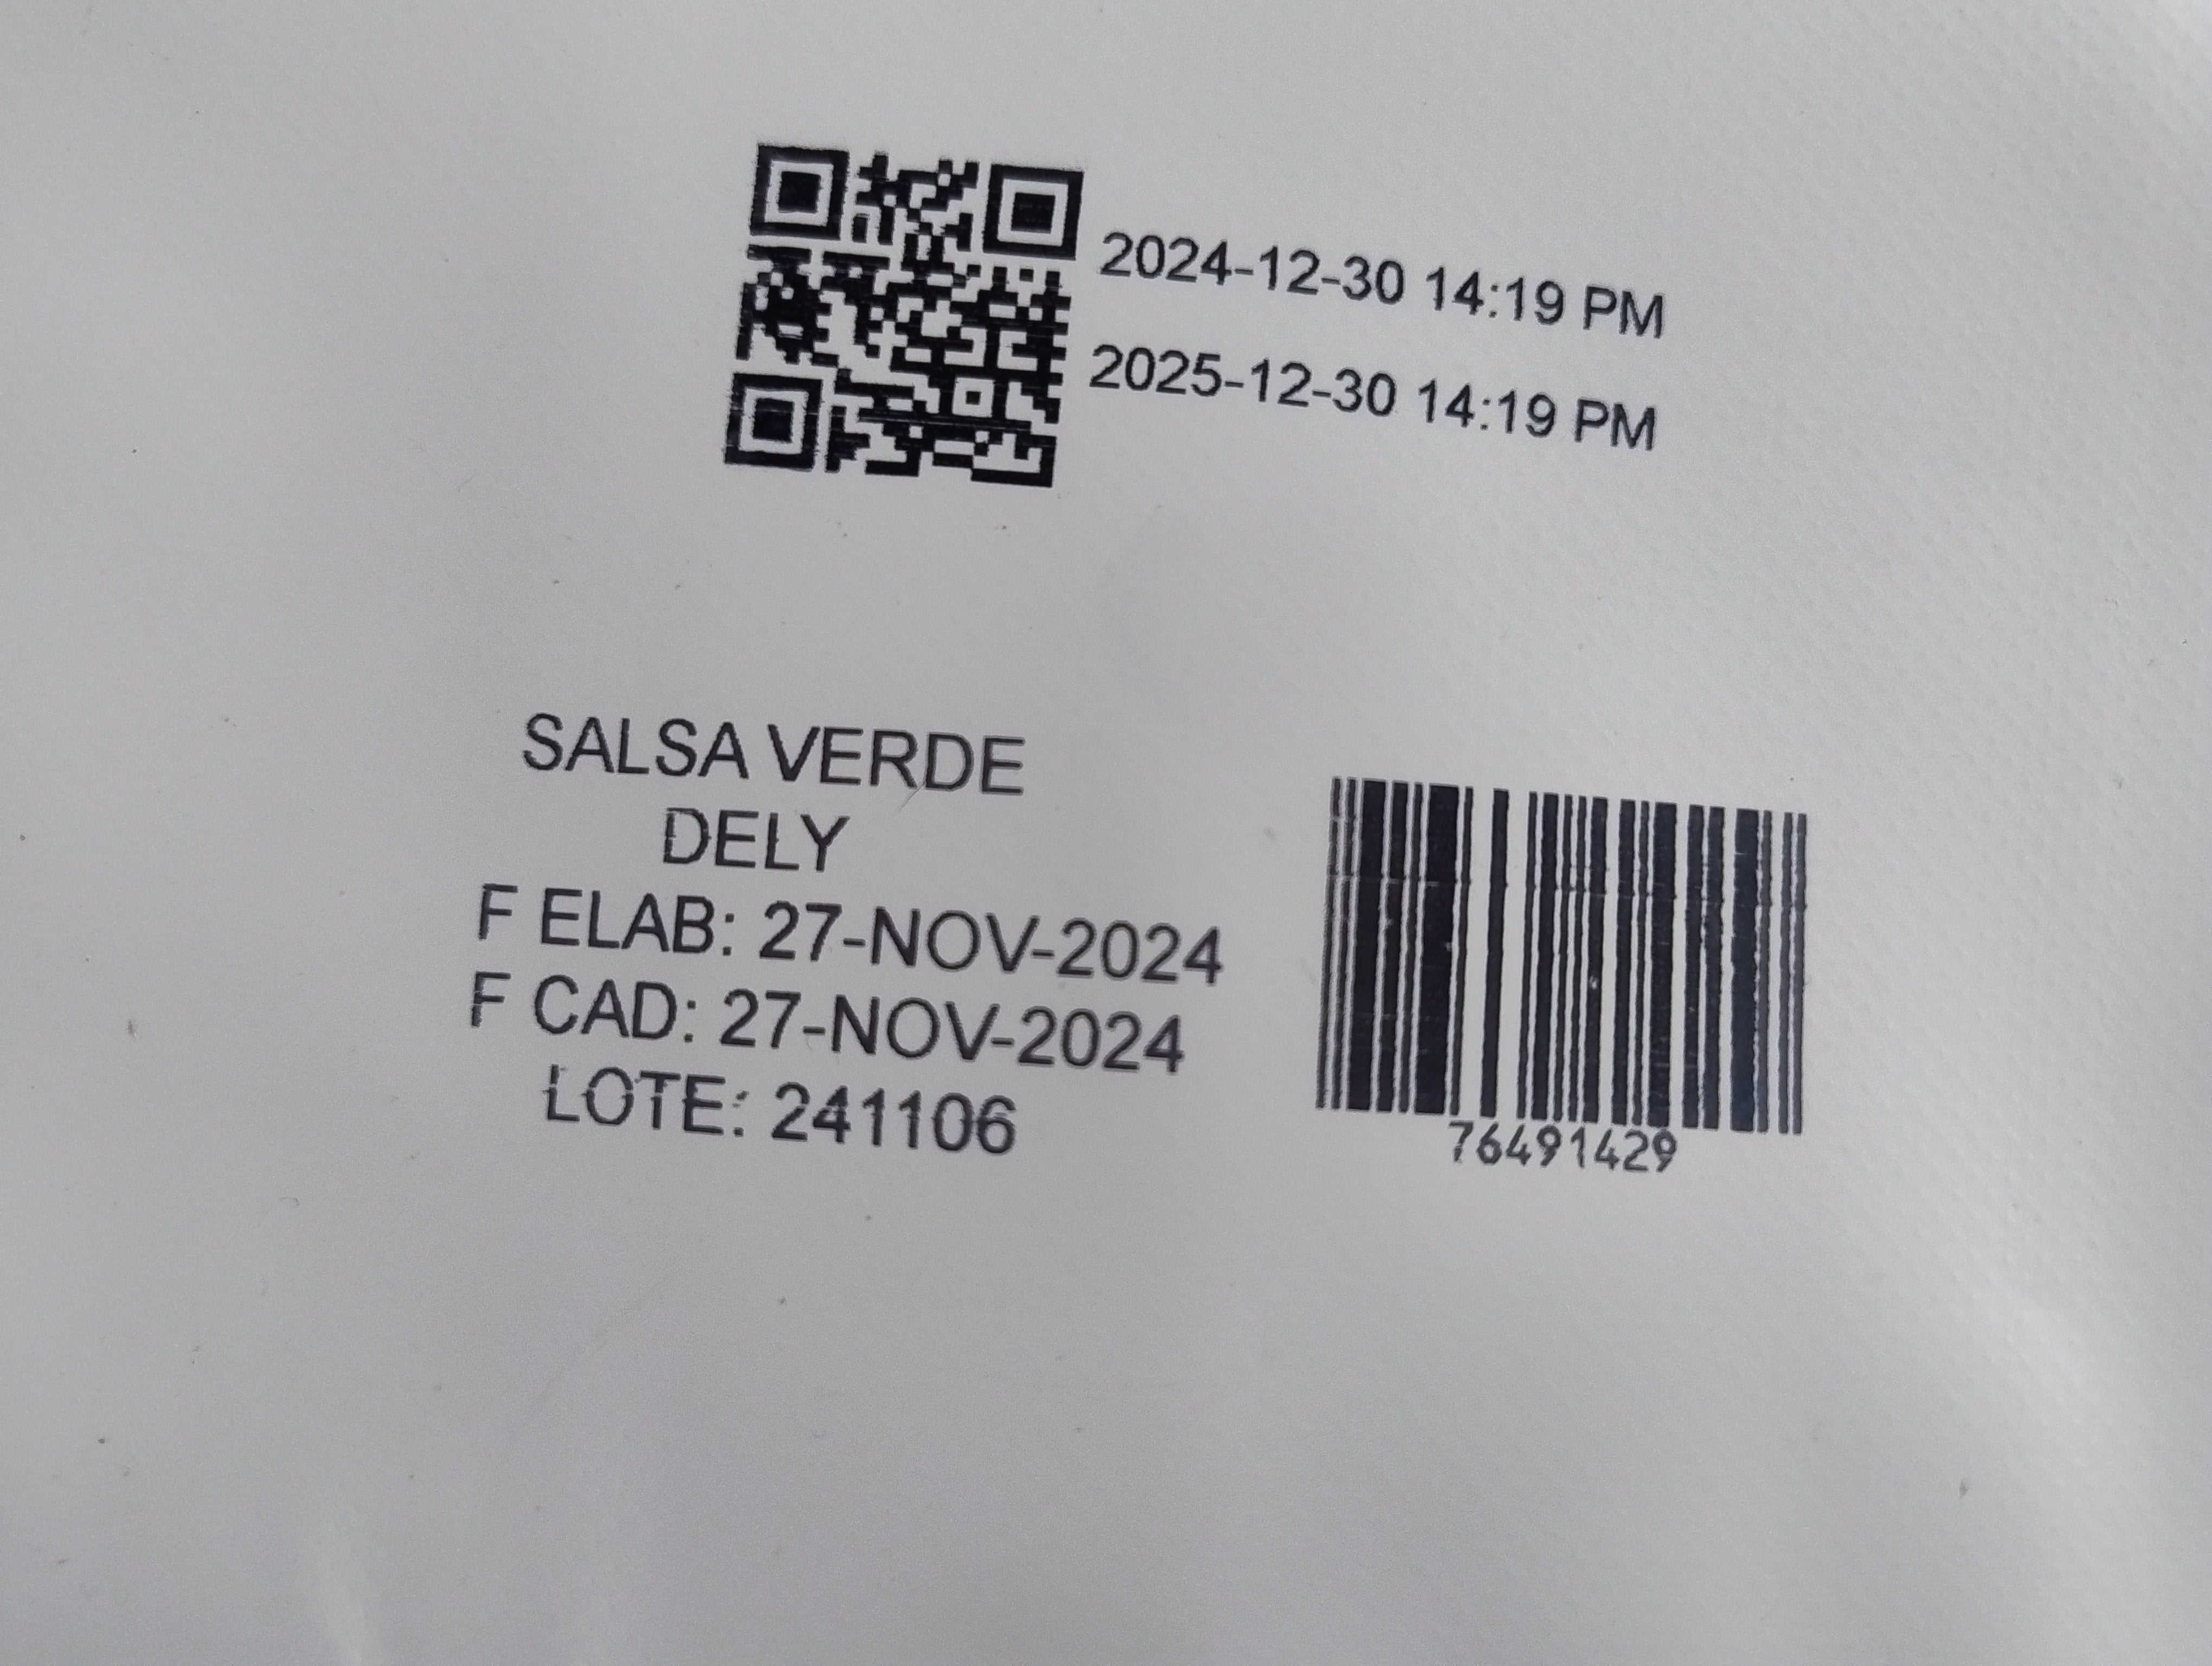 2024-12-30 14:19 PM
2025-12-30 14:19 PM
SALSA VERDE
DELY
F ELAB: 27-NOV-2024
F CAD: 27-NOV-2024
LOTE: 241106
76491429